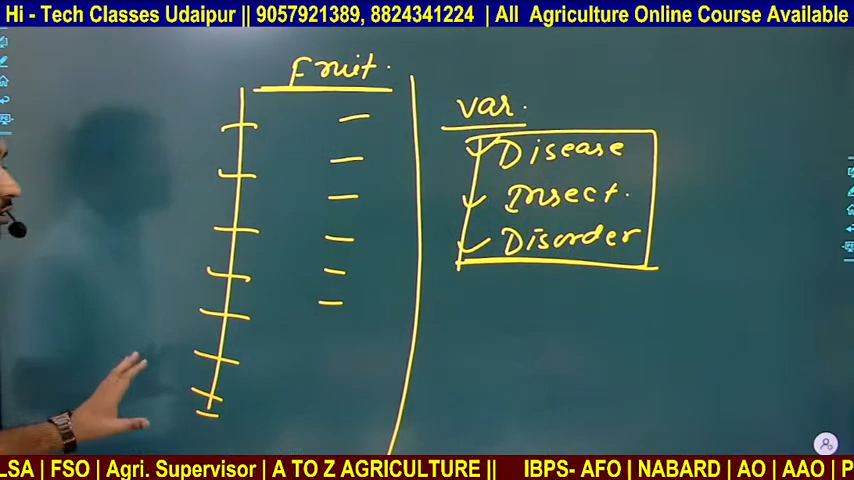 Hi - Tech Classes Udaipur || 9057921389, 8824341224 | All Agriculture Online Course Available
Fruit.
var.
Disease
Insect.
Disorder
LSA | FSO | Agri. Supervisor | A TO Z AGRICULTURE || IBPS- AFO | NABARD | AO | AAO | P